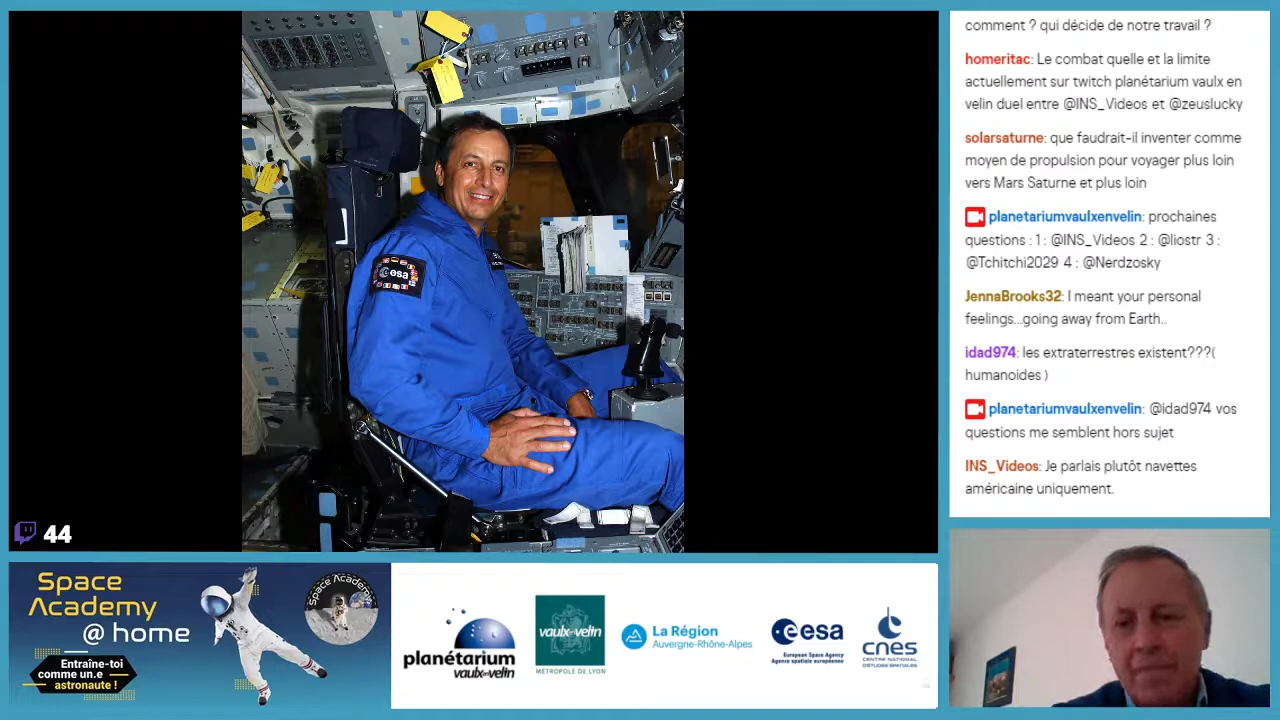 esa
44
comment ? qui décide de notre travail ?
homeritac: Le combat quelle et la limite
actuellement sur twitch planétarium vaulx en
velin duel entre @INS_Videos et @zeuslucky
solarsaturne: que faudrait-il inventer comme
moyen de propulsion pour voyager plus loin
vers Mars Saturne et plus loin
planetariumvaulxenvelin: prochaines
questions : 1 : @INS_Videos 2 : @liostr 3 :
@Tchitchi2029 4 : @Nerdzosky
JennaBrooks32: I meant your personal
feelings...going away from Earth..
idad974: les extraterrestres existent???(
humanoides )
planetariumvaulxenvelin: @idad974 vos
questions me semblent hors sujet
INS_Videos: Je parlais plutôt navettes
américaine uniquement.
Space
Academy
@ home
Entraîne-toi
comme un.e
astronaute !
Space Academy
planétarium
vaulx-en-velin
vaulx-en-velin
MÉTROPOLE DE LYON
La Région
Auvergne-Rhône-Alpes
esa
European Space Agency
Agence spatiale européenne
cnes
CENTRE NATIONAL
D'ÉTUDES SPATIALES